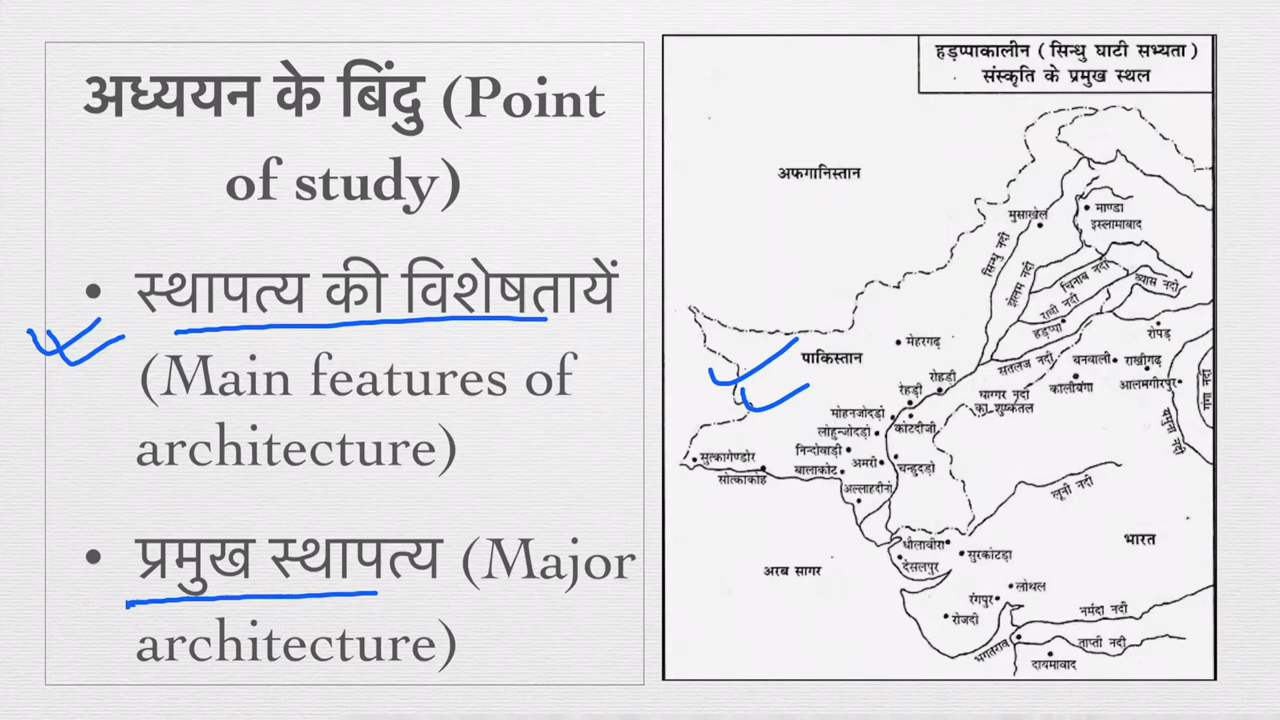 अध्ययन के बिंदु (Point
of study)
• स्थापत्य की विशेषतायें
(Main features of
architecture)
• प्रमुख स्थापत्य (Major
architecture)
हड़प्पाकालीन ( सिन्धु घाटी सभ्यता )
संस्कृति के प्रमुख स्थल
अफगानिस्तान
मुसाखेल
माण्डा
इस्लामाबाद
सिन्धु नदी
झेलम नदी
चिनाब नदी
व्यास नदी
रावी नदी
हड़प्पा
रोपड़
मेहरगढ़
पाकिस्तान
सतलज नदी
बनवाली
राखीगढ़
कालीबंगा
आलमगीरपुर
गंगा नदी
यमुना नदी
रोहड़ी
रेहड़ी
घाग्गर नदी
का शुष्कतल
मोहनजोदड़ो
कोटदीजी
लोहुन्जोदड़ो
निन्दोवाड़ी
सुत्कागेण्डोर
बालाकोट
अमरी
चन्हुदड़ो
सोत्काकोह
अल्लाहदीनो
लूनी नदी
धौलावीरा
सुरकोटड़ा
देसलपुर
भारत
अरब सागर
लोथल
रंगपुर
रोजदी
नर्मदा नदी
भगतराव
ताप्ती नदी
दायमाबाद